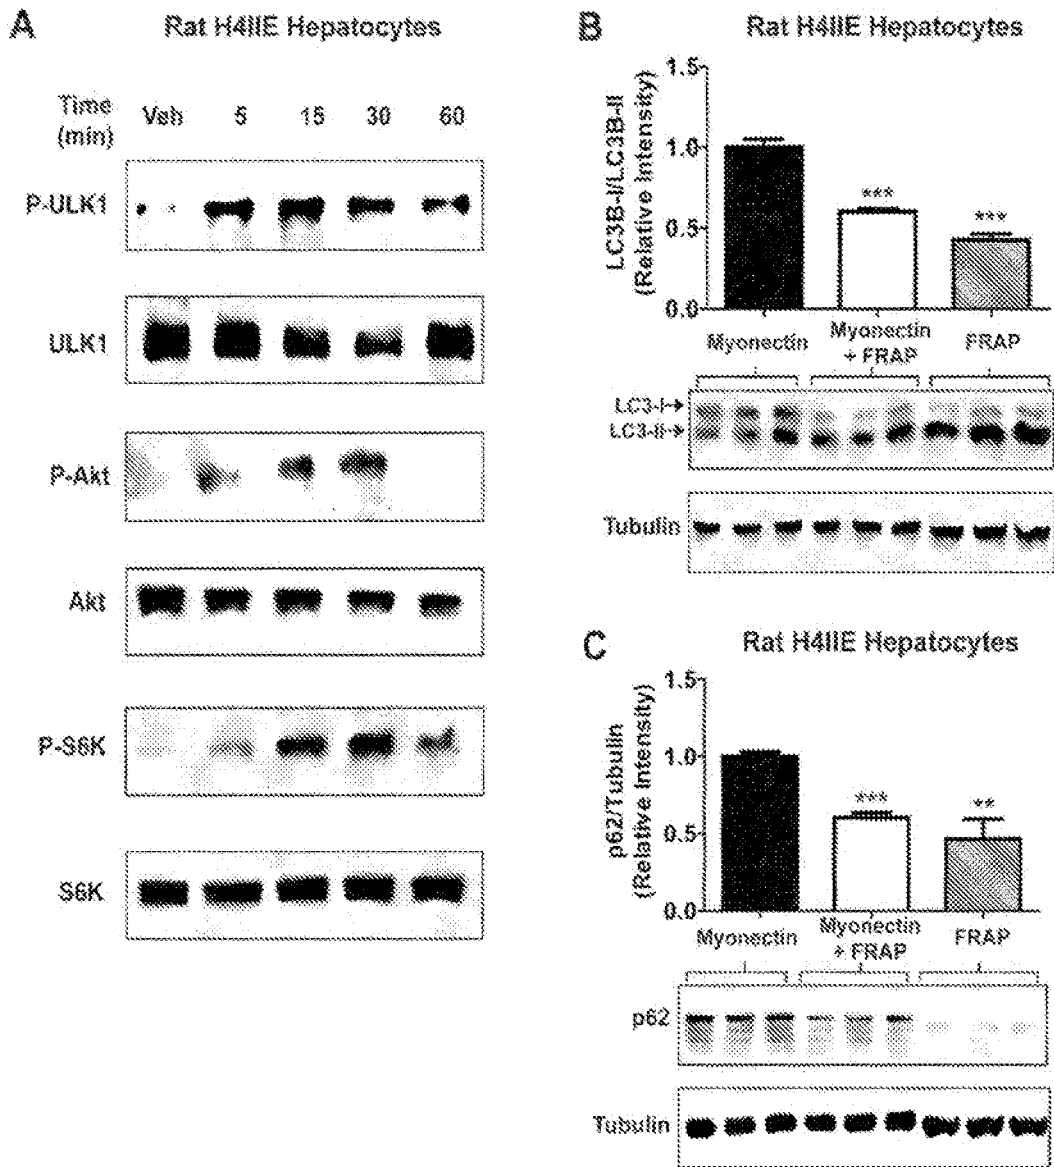 A
Rat H4IIE Hepatocytes
Time
(min)
Veh 5 15 30 60
P-ULK1
ULK1
P-Akt
Akt
P-S6K
S6K
B
Rat H4IIE Hepatocytes
LC3B-I/LC3B-II
(Relative Intensity)
1.5
1.0
0.5
0.0
***
***
Myonectin
Myonectin
+ FRAP
FRAP
LC3-I
LC3-II
Tubulin
C
Rat H4IIE Hepatocytes
p62/Tubulin
(Relative Intensity)
1.5
1.0
0.5
0.0
***
**
Myonectin
Myonectin
+ FRAP
FRAP
p62
Tubulin